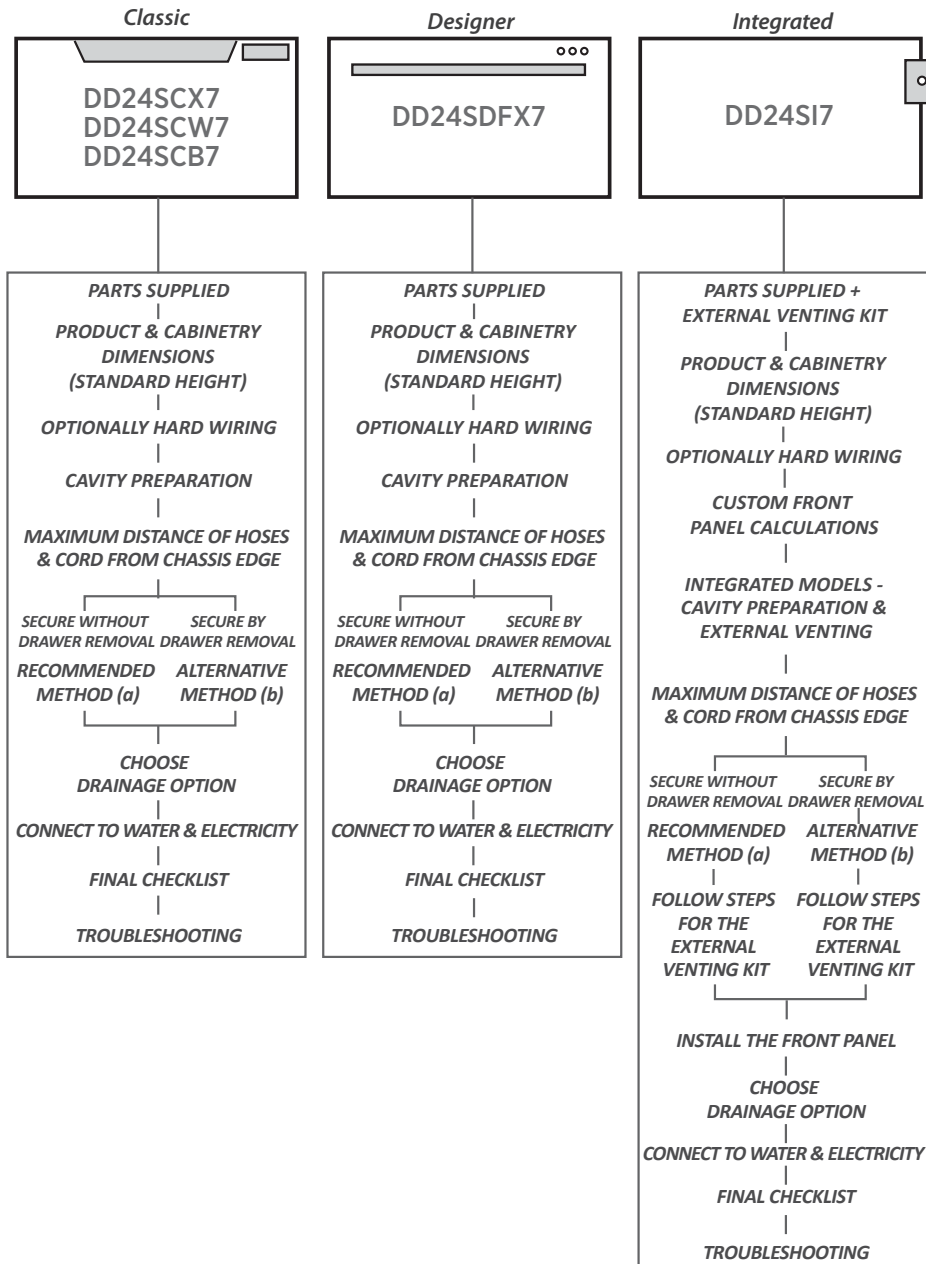 Classic
DD24SCX7
DD24SCW7
DD24SCB7
PARTS SUPPLIED
PRODUCT & CABINETRY
DIMENSIONS
(STANDARD HEIGHT)
OPTIONALLY HARD WIRING
CAVITY PREPARATION
MAXIMUM DISTANCE OF HOSES
& CORD FROM CHASSIS EDGE
SECURE WITHOUT
DRAWER REMOVAL
RECOMMENDED
METHOD (a)
SECURE BY
DRAWER REMOVAL
ALTERNATIVE
METHOD (b)
CHOOSE
DRAINAGE OPTION
CONNECT TO WATER & ELECTRICITY
FINAL CHECKLIST
TROUBLESHOOTING
Designer
DD24SDFX7
PARTS SUPPLIED
PRODUCT & CABINETRY
DIMENSIONS
(STANDARD HEIGHT)
OPTIONALLY HARD WIRING
CAVITY PREPARATION
MAXIMUM DISTANCE OF HOSES
& CORD FROM CHASSIS EDGE
SECURE WITHOUT
DRAWER REMOVAL
RECOMMENDED
METHOD (a)
SECURE BY
DRAWER REMOVAL
ALTERNATIVE
METHOD (b)
CHOOSE
DRAINAGE OPTION
CONNECT TO WATER & ELECTRICITY
FINAL CHECKLIST
TROUBLESHOOTING
Integrated
DD24SI7
PARTS SUPPLIED +
EXTERNAL VENTING KIT
PRODUCT & CABINETRY
DIMENSIONS
(STANDARD HEIGHT)
OPTIONALLY HARD WIRING
CUSTOM FRONT
PANEL CALCULATIONS
INTEGRATED MODELS -
CAVITY PREPARATION &
EXTERNAL VENTING
MAXIMUM DISTANCE OF HOSES
& CORD FROM CHASSIS EDGE
SECURE WITHOUT
DRAWER REMOVAL
RECOMMENDED
METHOD (a)
FOLLOW STEPS
FOR THE
EXTERNAL
VENTING KIT
SECURE BY
DRAWER REMOVAL
ALTERNATIVE
METHOD (b)
FOLLOW STEPS
FOR THE
EXTERNAL
VENTING KIT
INSTALL THE FRONT PANEL
CHOOSE
DRAINAGE OPTION
CONNECT TO WATER & ELECTRICITY
FINAL CHECKLIST
TROUBLESHOOTING